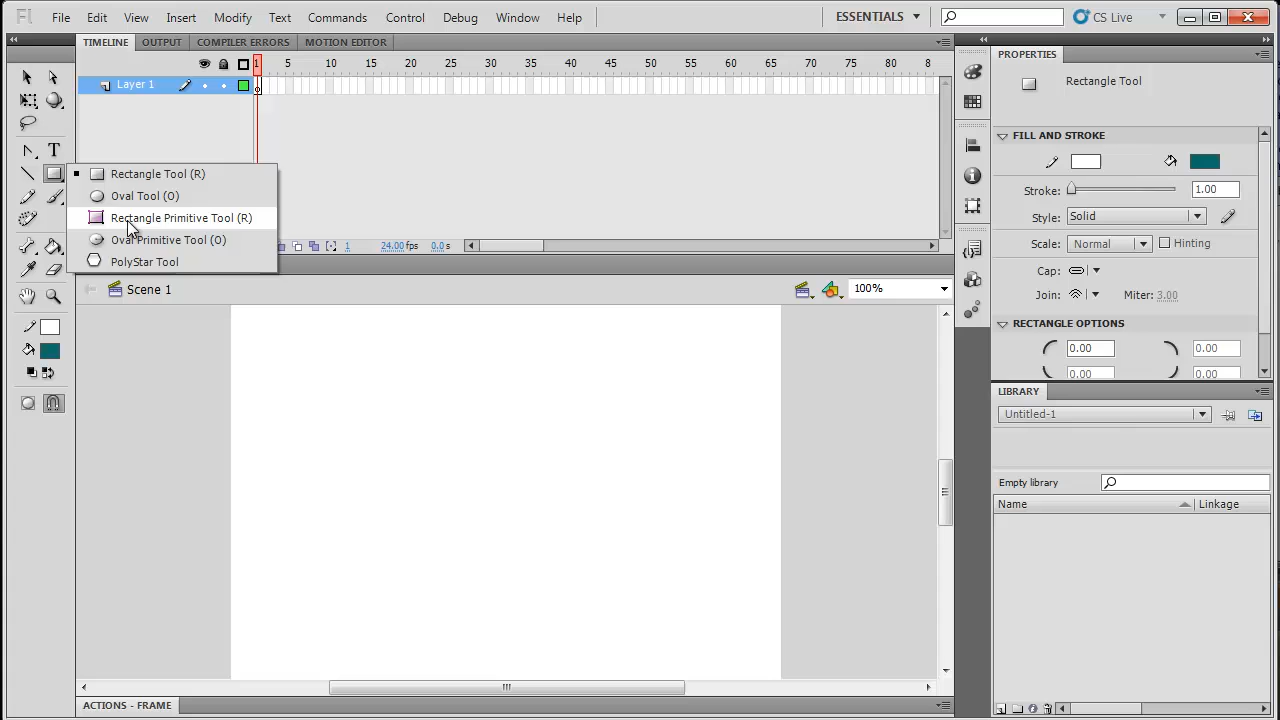 Fl File Edit View Insert Modify Text Commands Control Debug Window Help ESSENTIALS CS Live
TIMELINE OUTPUT COMPILER ERRORS MOTION EDITOR
1 5 10 15 20 25 30 35 40 45 50 55 60 65 70 75 80 8
Layer 1
T
Rectangle Tool (R)
Oval Tool (O)
Rectangle Primitive Tool (R)
Oval Primitive Tool (O)
PolyStar Tool
1 24.00 fps 0.0 s
Scene 1
100%
ACTIONS - FRAME
PROPERTIES
Rectangle Tool
FILL AND STROKE
Stroke: 1.00
Style: Solid
Scale: Normal Hinting
Cap:
Join: Miter: 3.00
RECTANGLE OPTIONS
0.00 0.00
0.00 0.00
LIBRARY
Untitled-1
Empty library
Name Linkage